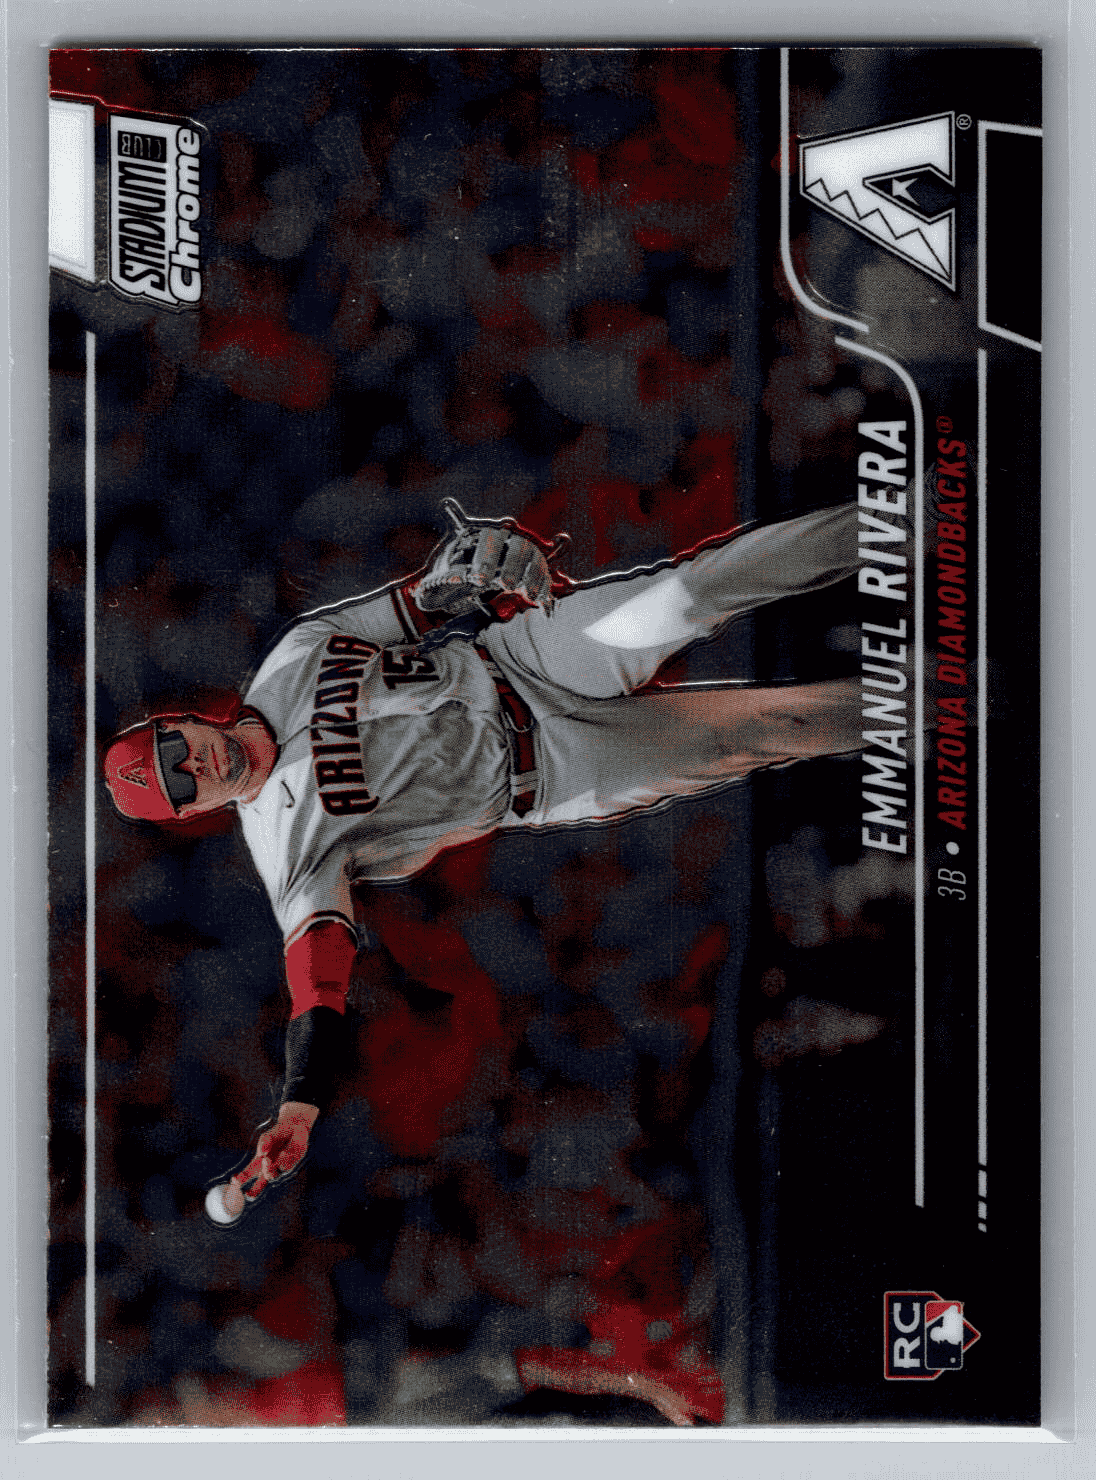 STADIUM
CLUB
Chrome
ARIZONA
15
A
®
EMMANUEL RIVERA
3B • ARIZONA DIAMONDBACKS®
RC